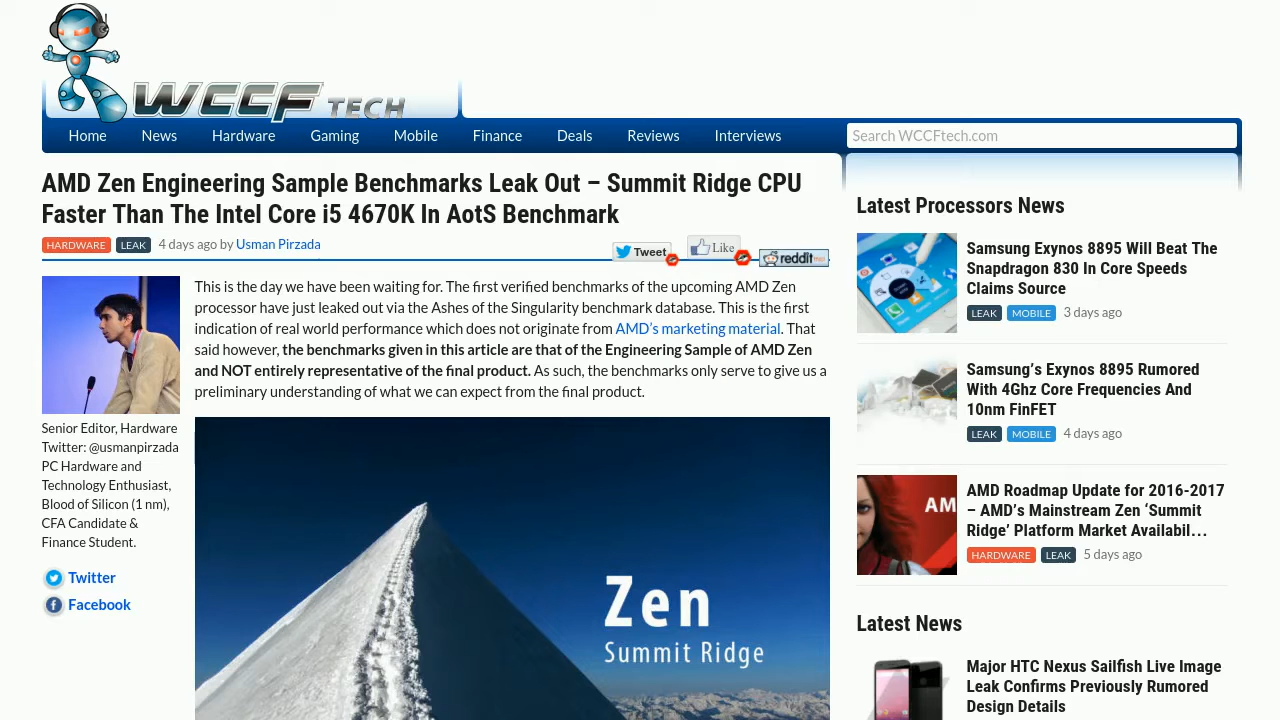 WCCF TECH
Home News Hardware Gaming Mobile Finance Deals Reviews Interviews
Search WCCFtech.com
AMD Zen Engineering Sample Benchmarks Leak Out – Summit Ridge CPU
Faster Than The Intel Core i5 4670K In AotS Benchmark
HARDWARE LEAK 4 days ago by Usman Pirzada
Tweet Like reddit
Senior Editor, Hardware
Twitter: @usmanpirzada
PC Hardware and
Technology Enthusiast,
Blood of Silicon (1 nm),
CFA Candidate &
Finance Student.
Twitter
Facebook
This is the day we have been waiting for. The first verified benchmarks of the upcoming AMD Zen
processor have just leaked out via the Ashes of the Singularity benchmark database. This is the first
indication of real world performance which does not originate from AMD's marketing material. That
said however, the benchmarks given in this article are that of the Engineering Sample of AMD Zen
and NOT entirely representative of the final product. As such, the benchmarks only serve to give us a
preliminary understanding of what we can expect from the final product.
Zen
Summit Ridge
Latest Processors News
Samsung Exynos 8895 Will Beat The
Snapdragon 830 In Core Speeds
Claims Source
LEAK MOBILE 3 days ago
Samsung's Exynos 8895 Rumored
With 4Ghz Core Frequencies And
10nm FinFET
LEAK MOBILE 4 days ago
AM
AMD Roadmap Update for 2016-2017
– AMD's Mainstream Zen 'Summit
Ridge' Platform Market Availabil…
HARDWARE LEAK 5 days ago
Latest News
Major HTC Nexus Sailfish Live Image
Leak Confirms Previously Rumored
Design Details